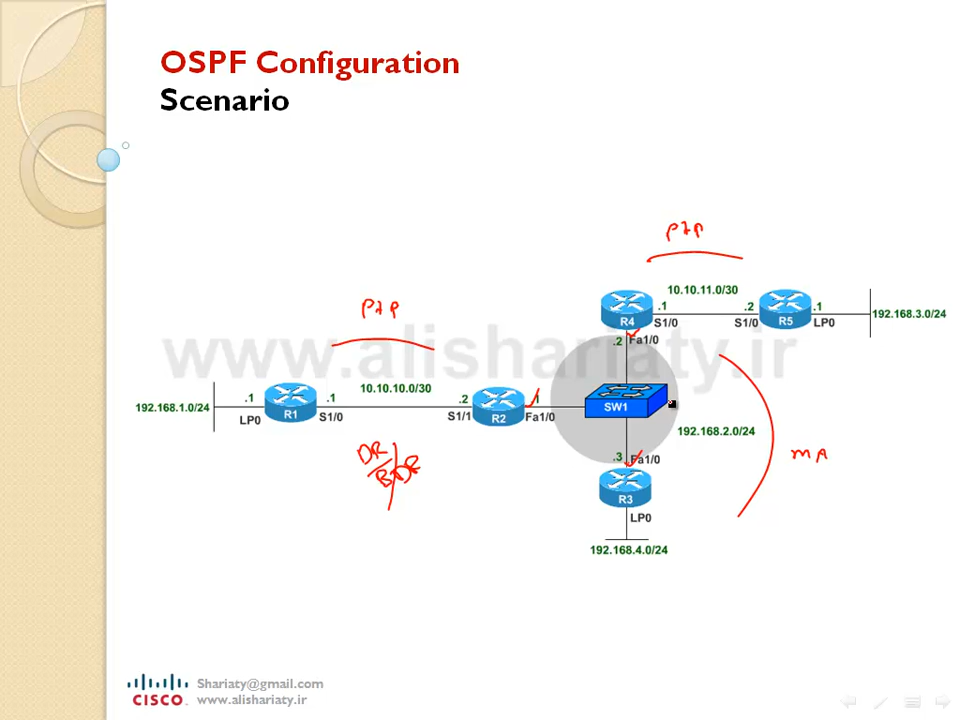 OSPF Configuration
Scenario
www.alishariaty.ir
PTP
10.10.11.0/30
.1
.2
.1
R4
S1/0
S1/0
R5
LP0
192.168.3.0/24
.2
Fa1/0
PTP
10.10.10.0/30
192.168.1.0/24
.1
LP0
R1
.1
S1/0
.2
S1/1
R2
1
Fa1/0
SW1
192.168.2.0/24
MA
DR
BDR
.3
Fa1/0
R3
LP0
192.168.4.0/24
CISCO
Shariaty@gmail.com
www.alishariaty.ir